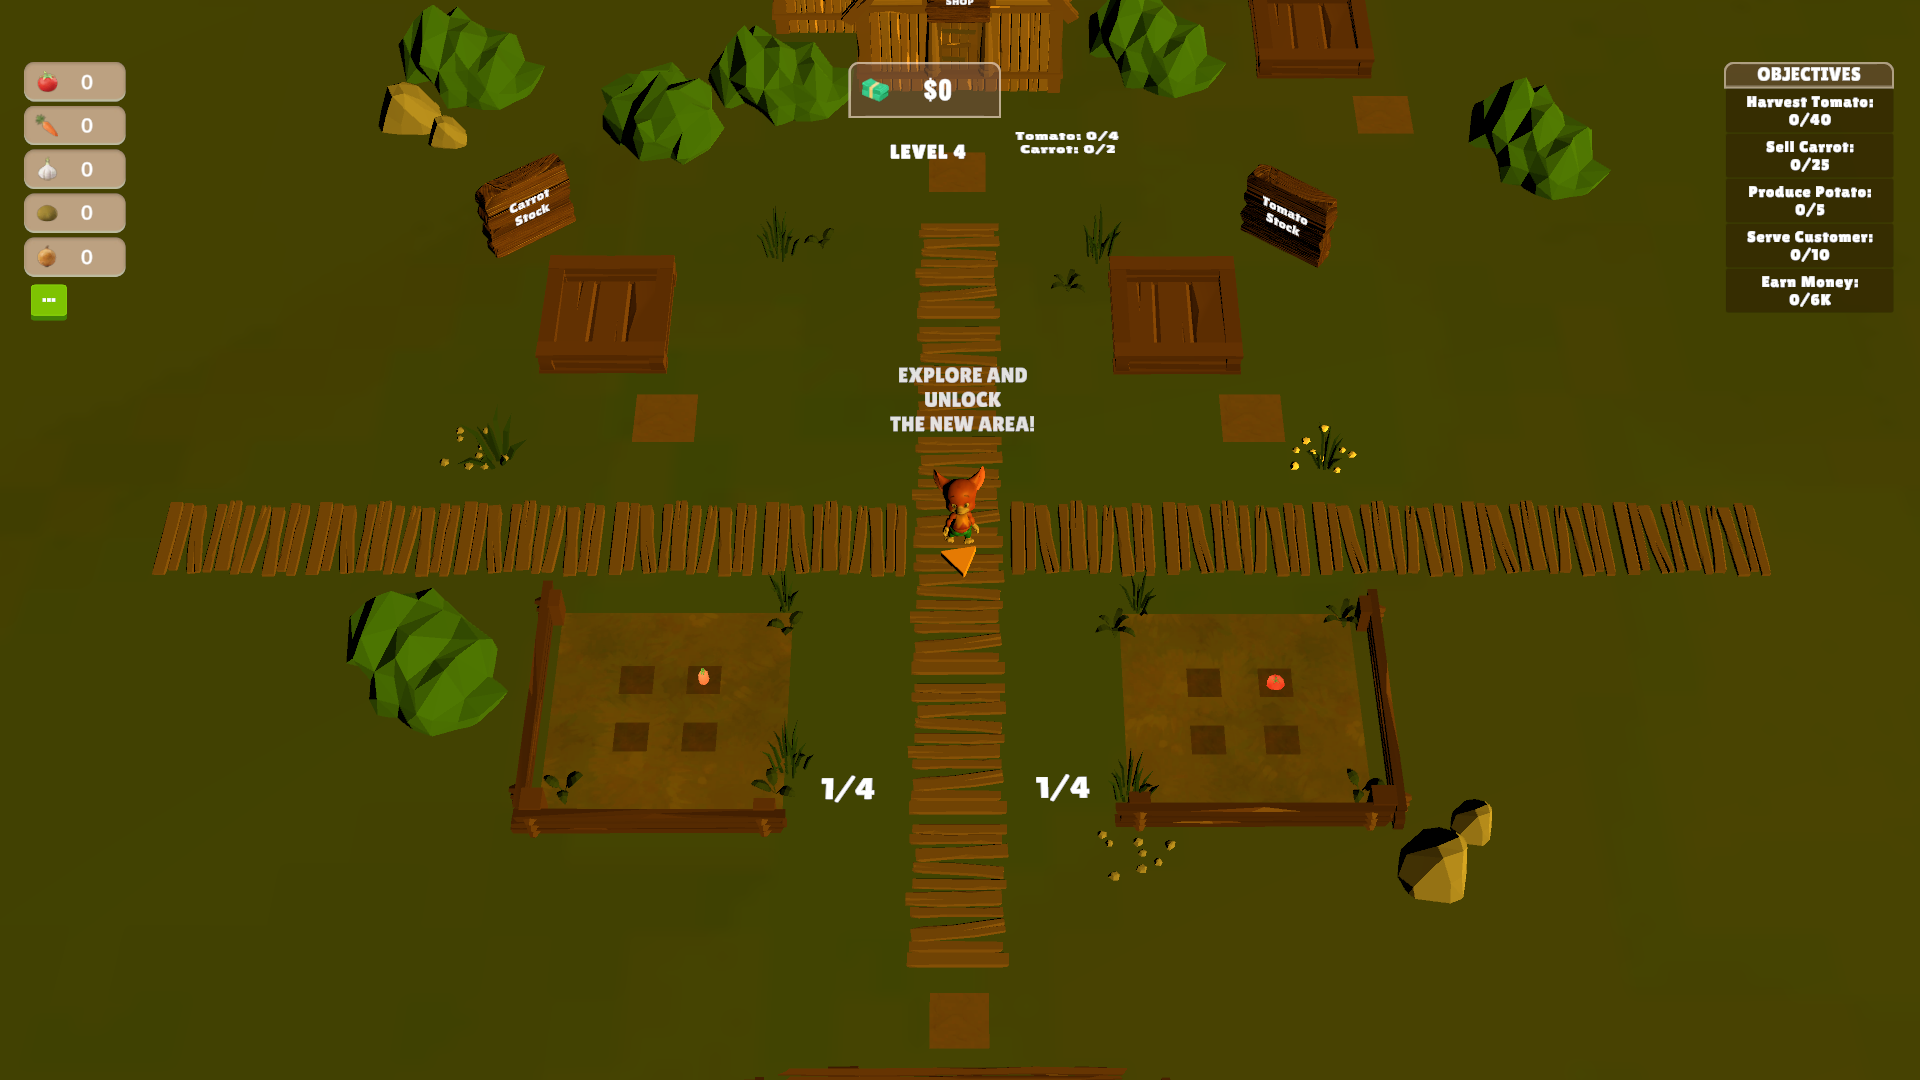 SHOP
0
0
0
0
0
...
$0
LEVEL 4
Tomato: 0/4
Carrot: 0/2
OBJECTIVES
Harvest Tomato:
0/40
Sell Carrot:
0/25
Produce Potato:
0/5
Serve Customer:
0/10
Earn Money:
0/6K
Carrot
Stock
Tomato
Stock
EXPLORE AND
UNLOCK
THE NEW AREA!
1/4
1/4